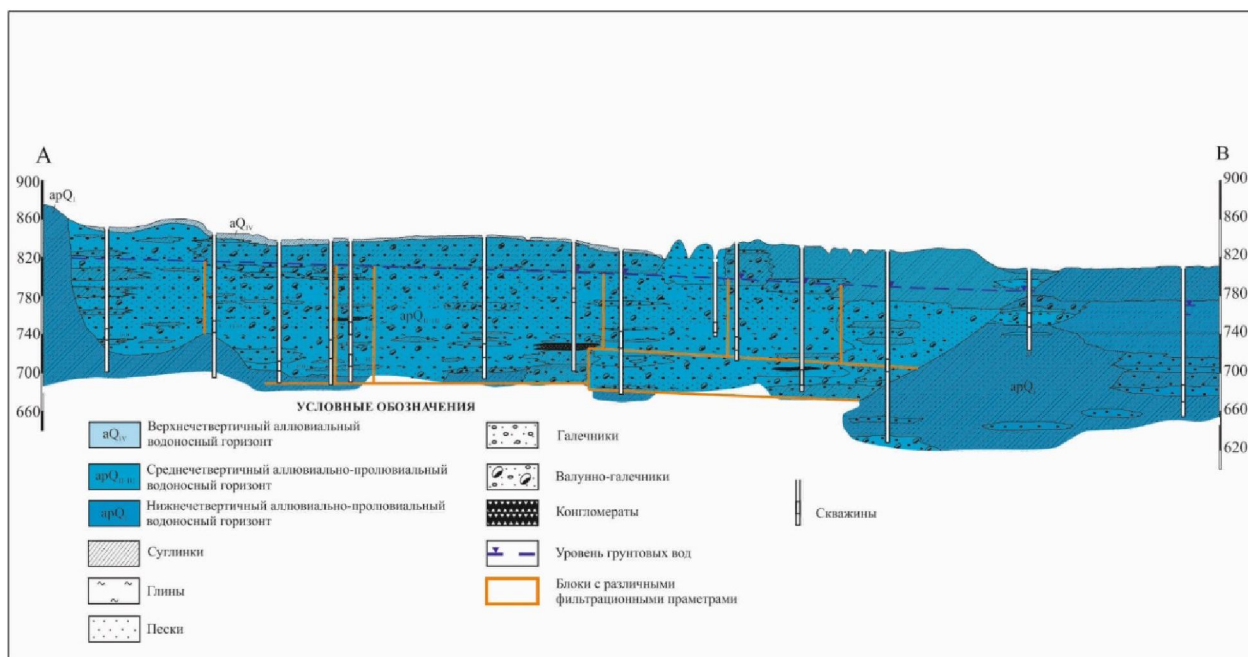 А
В
900
900
apQI
860
aQIV
860
820
820
780
780
apQII-III
740
740
700
700
apQI
660
660
620
УСЛОВНЫЕ ОБОЗНАЧЕНИЯ
aQIV Верхнечетвертичный аллювиальный
водоносный горизонт
apQII-III Среднечетвертичный аллювиально-пролювиальный
водоносный горизонт
apQI Нижнечетвертичный аллювиально-пролювиальный
водоносный горизонт
Суглинки
Глины
Пески
Галечники
Валунно-галечники
Конгломераты
Уровень грунтовых вод
Блоки с различными
фильтрационными праметрами
Скважины